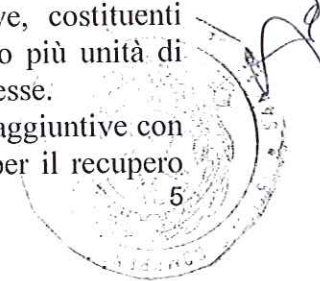 ve, costituenti
o più unità di
esse.
aggiuntive con
per il recupero
5